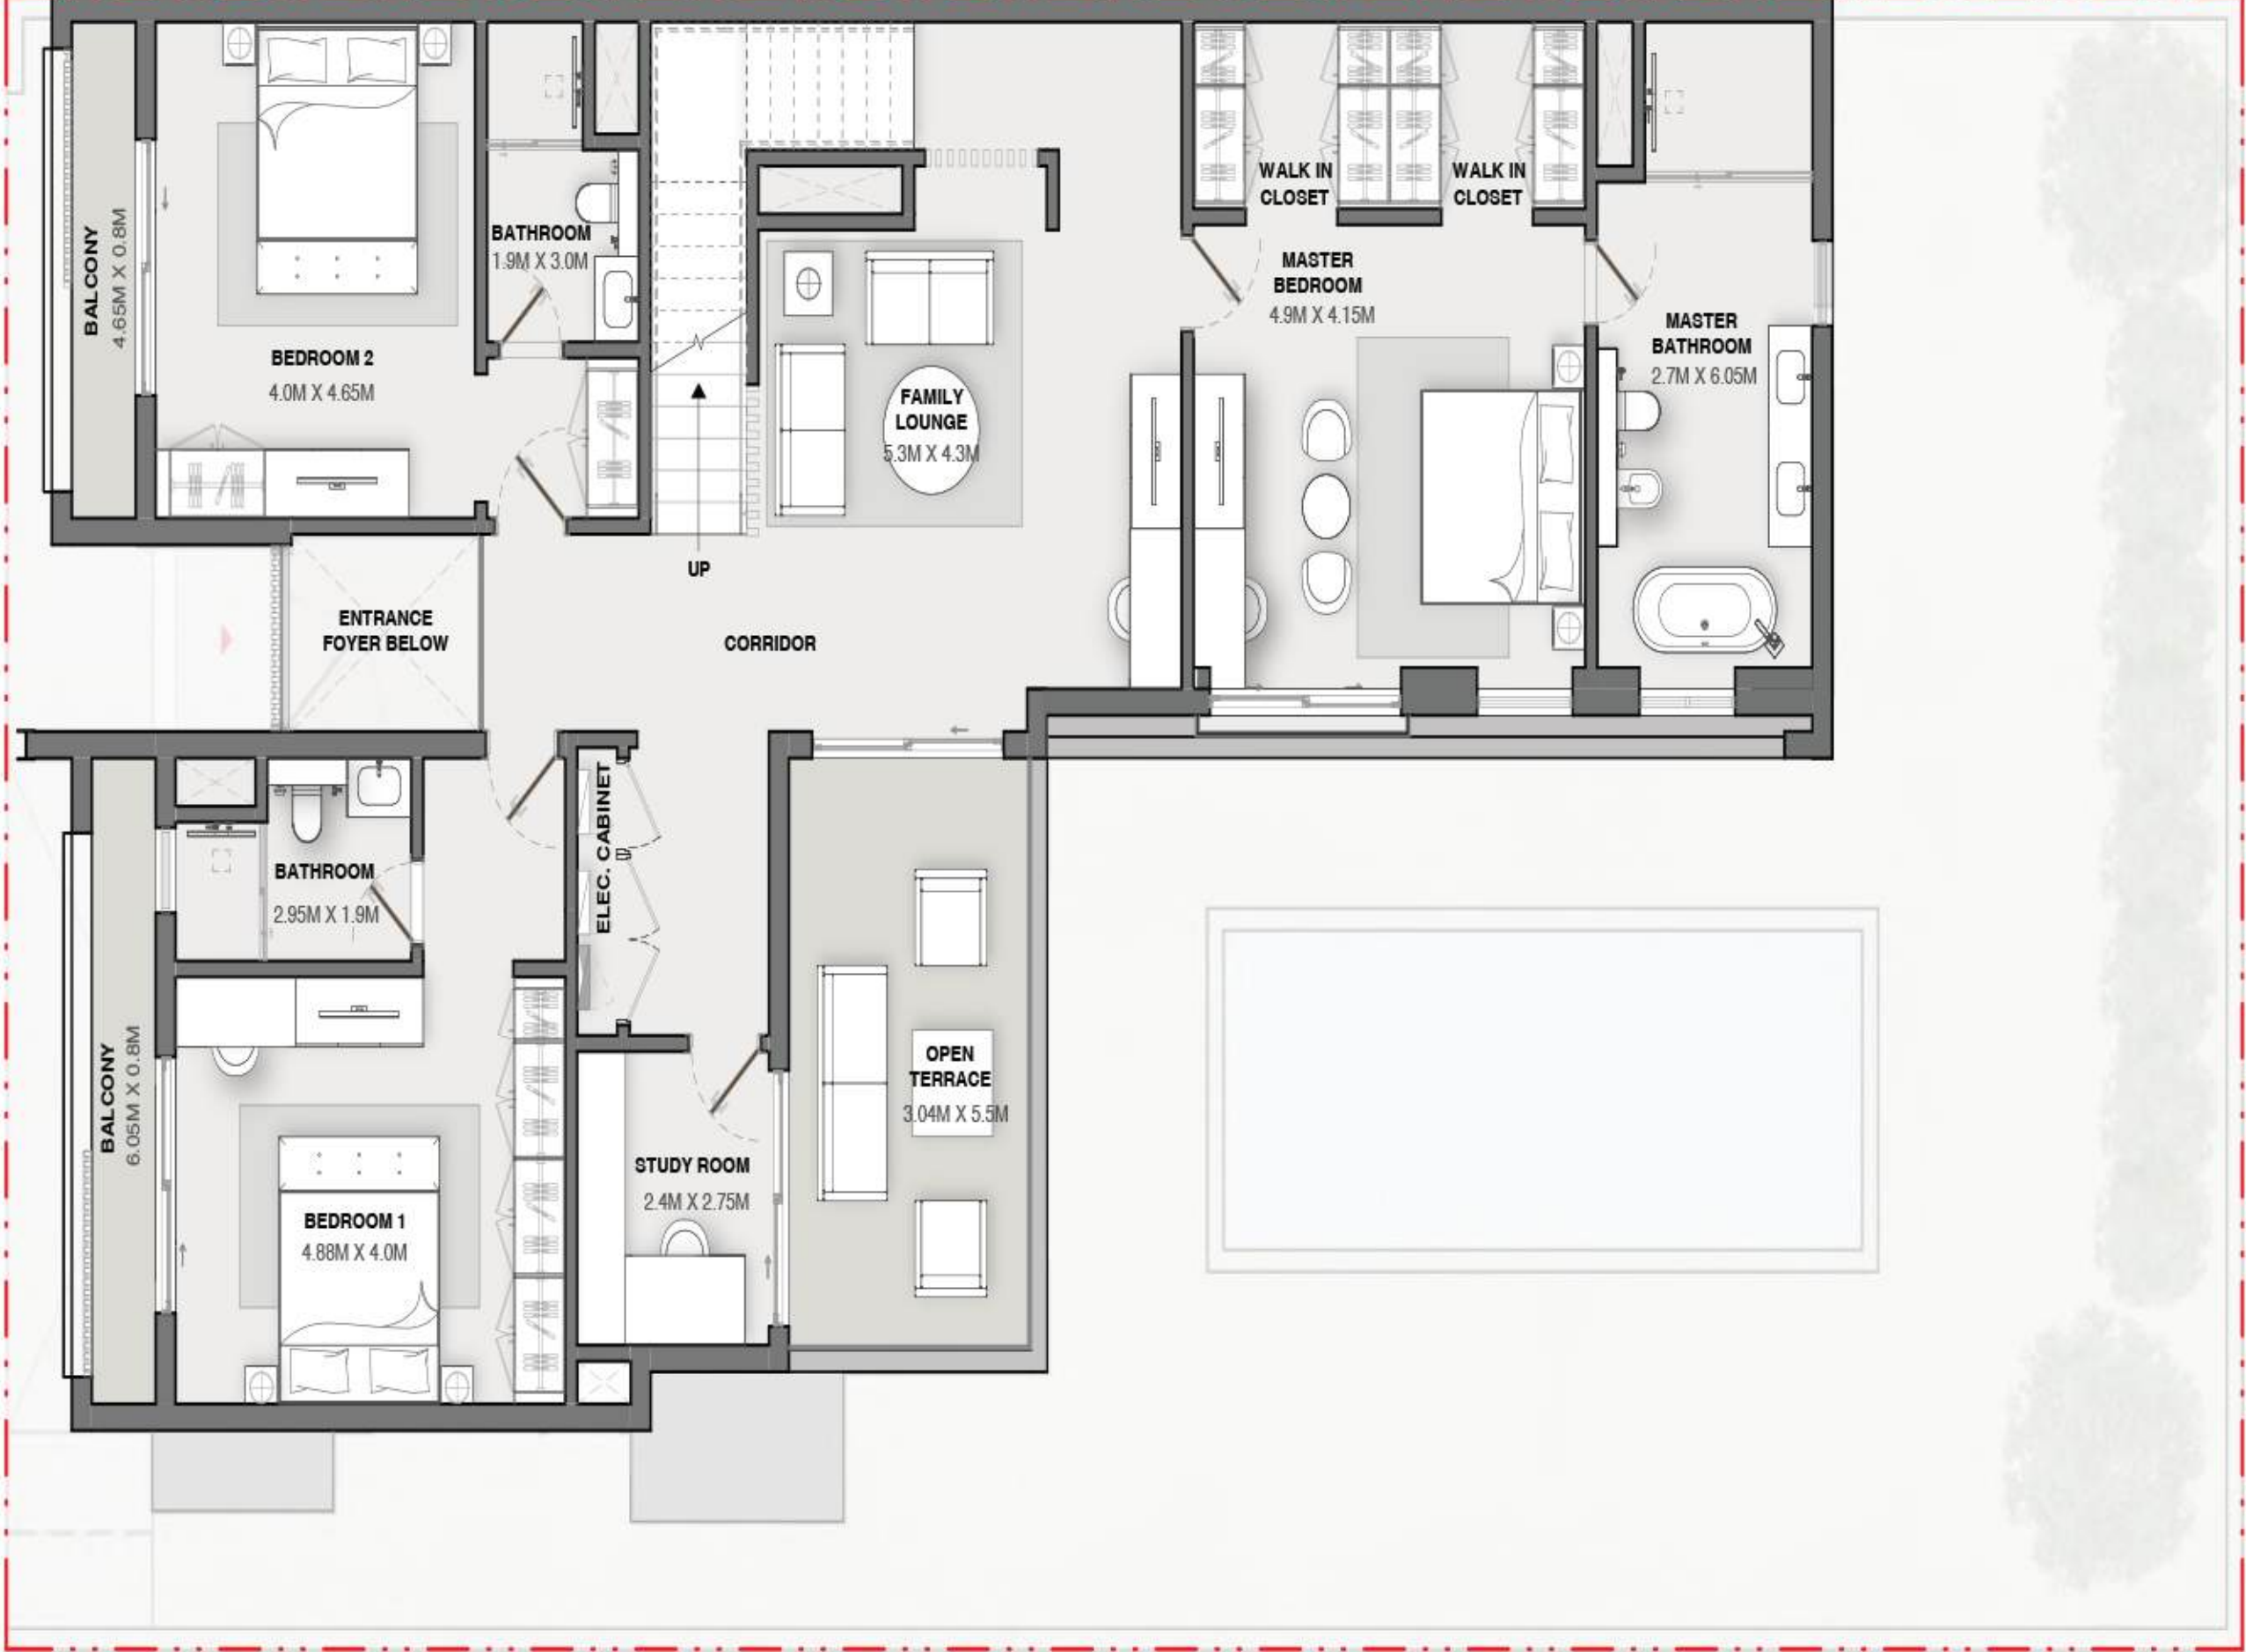 BALCONY
4.65M X 0.8M
BEDROOM 2
4.0M X 4.65M
BATHROOM
1.9M X 3.0M
UP
FAMILY
LOUNGE
5.3M X 4.3M
WALK IN
CLOSET
WALK IN
CLOSET
MASTER
BEDROOM
4.9M X 4.15M
MASTER
BATHROOM
2.7M X 6.05M
ENTRANCE
FOYER BELOW
CORRIDOR
BATHROOM
2.95M X 1.9M
ELEC. CABINET
BALCONY
6.05M X 0.8M
BEDROOM 1
4.88M X 4.0M
STUDY ROOM
2.4M X 2.75M
OPEN
TERRACE
3.04M X 5.5M